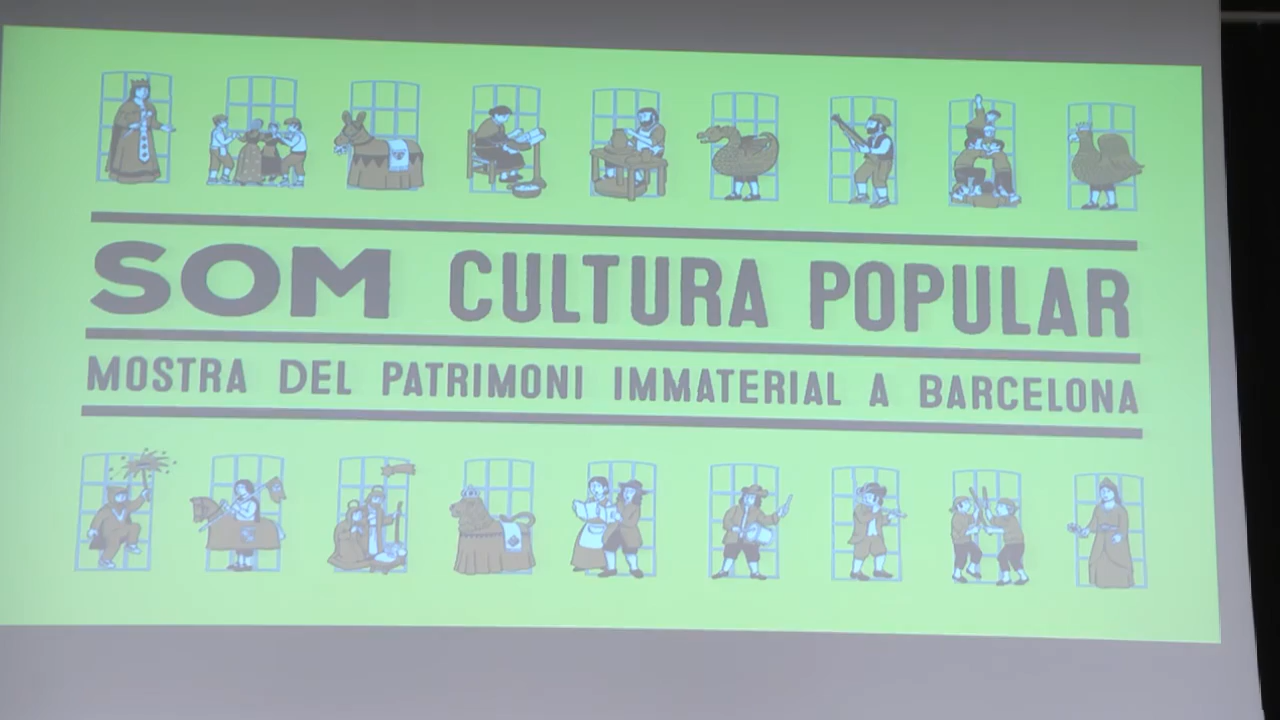 SOM CULTURA POPULAR
MOSTRA DEL PATRIMONI IMMATERIAL A BARCELONA